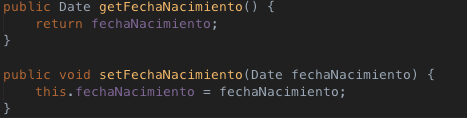 public Date getFechaNacimiento() {
    return fechaNacimiento;
}
public void setFechaNacimiento(Date fechaNacimiento) {
    this.fechaNacimiento = fechaNacimiento;
}